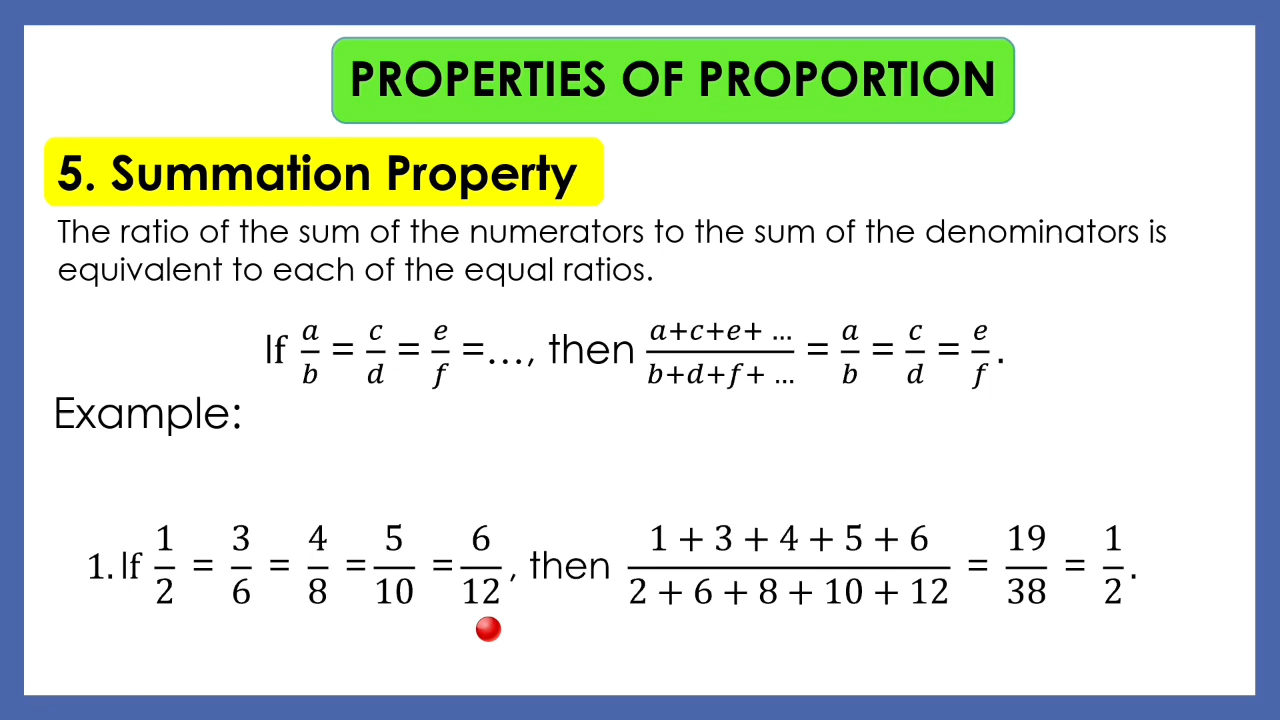 PROPERTIES OF PROPORTION
5. Summation Property
The ratio of the sum of the numerators to the sum of the denominators is
equivalent to each of the equal ratios.
If a/b = c/d = e/f =..., then (a+c+e+ ...)/(b+d+f+ ...) = a/b = c/d = e/f.
Example:
1. If 1/2 = 3/6 = 4/8 = 5/10 = 6/12, then (1 + 3 + 4 + 5 + 6)/(2 + 6 + 8 + 10 + 12) = 19/38 = 1/2.